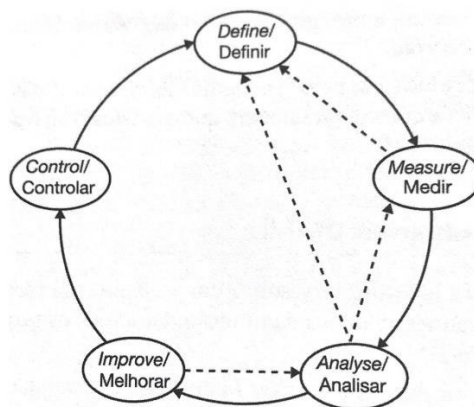 Define/
Definir
Measure/
Medir
Analyse/
Analisar
Improve/
Melhorar
Control/
Controlar